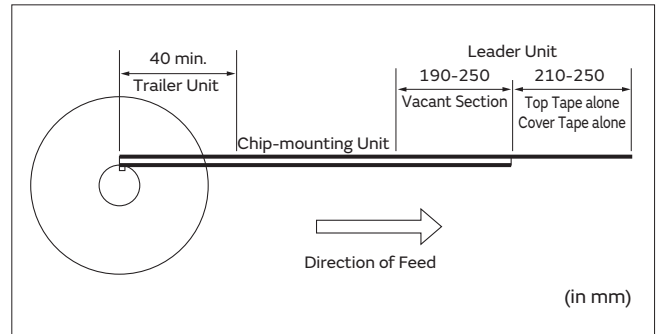 Leader Unit
40 min.
190-250
210-250
Trailer Unit
Vacant Section
Top Tape alone
Cover Tape alone
Chip-mounting Unit
Direction of Feed
(in mm)